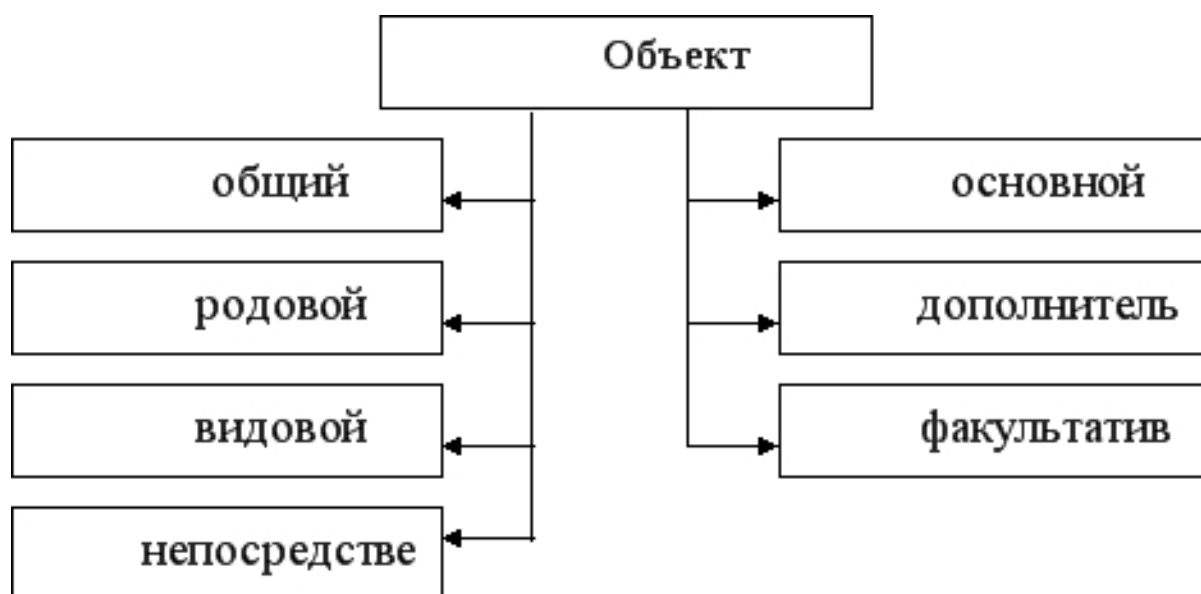 Объект
общий
родовой
видовой
непосредстве
основной
дополнитель
факультатив